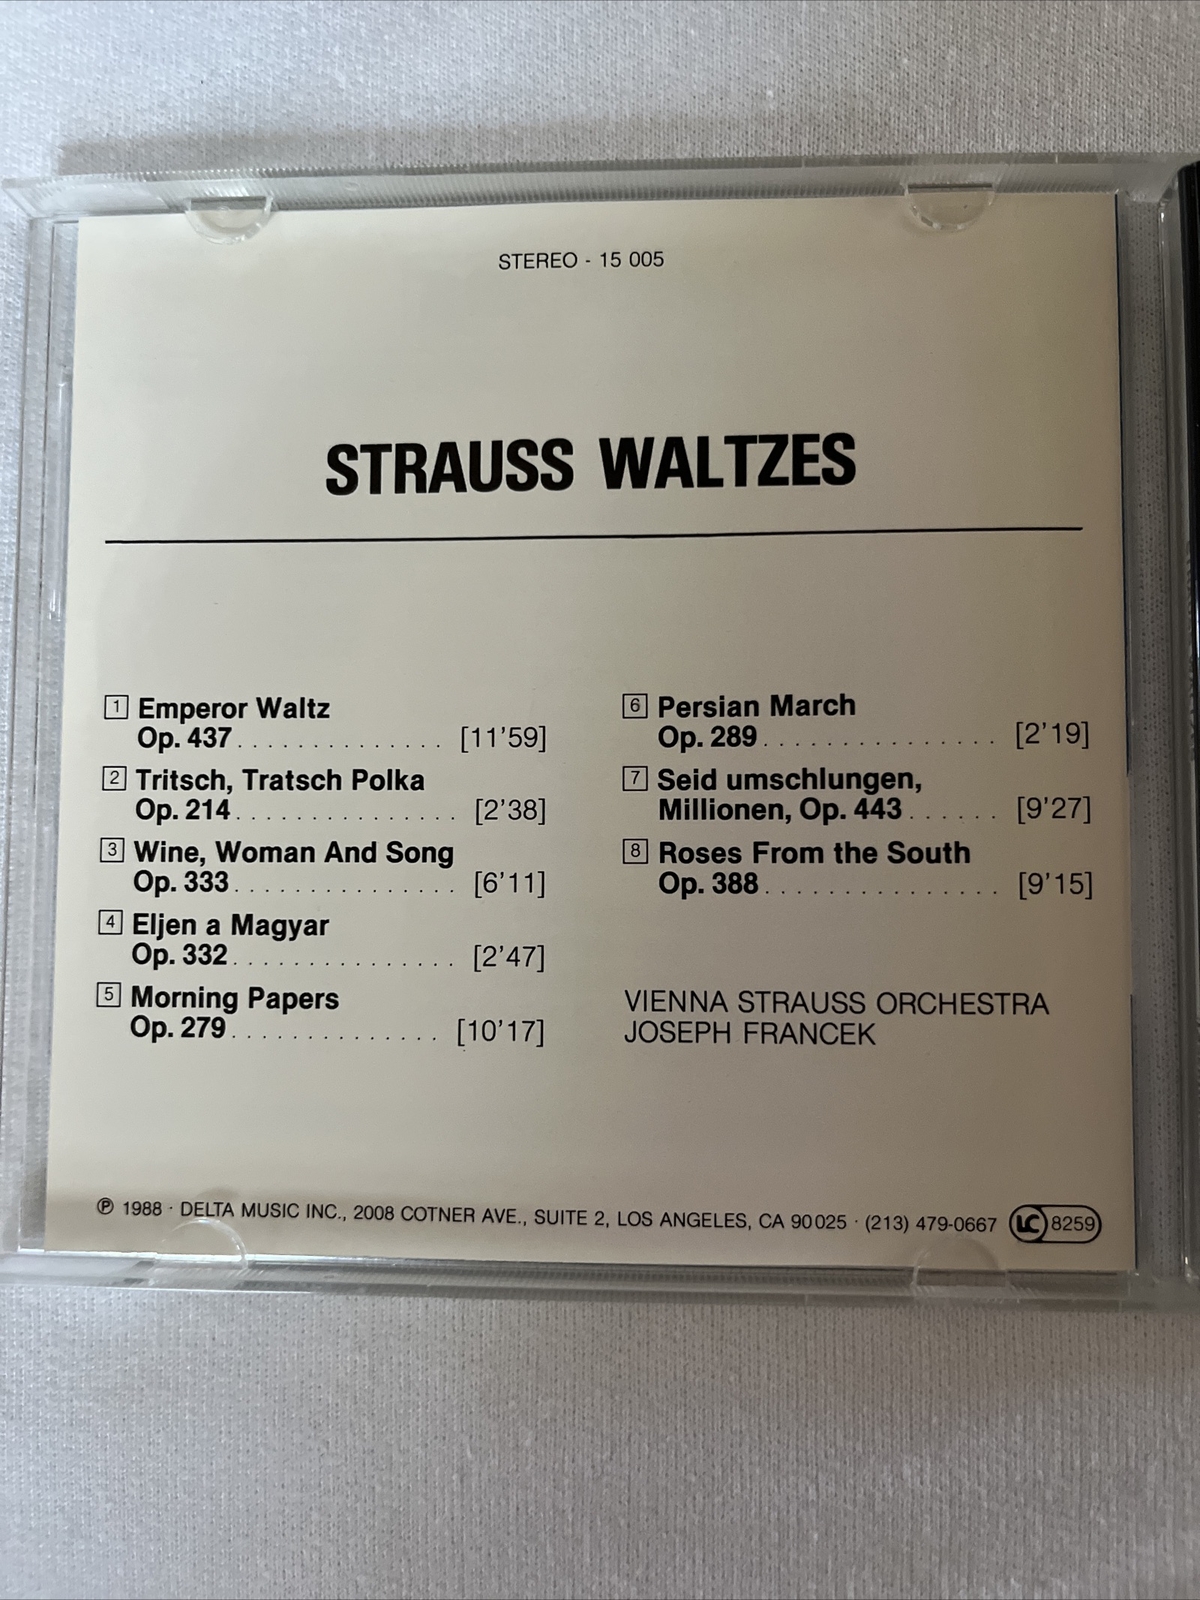 STEREO - 15 005
STRAUSS WALTZES
1 Emperor Waltz
Op. 437 . . . . . . . . . . . . . . [11'59]
2 Tritsch, Tratsch Polka
Op. 214 . . . . . . . . . . . . . . . [2'38]
3 Wine, Woman And Song
Op. 333 . . . . . . . . . . . . . . . [6'11]
4 Eljen a Magyar
Op. 332 . . . . . . . . . . . . . . . [2'47]
5 Morning Papers
Op. 279 . . . . . . . . . . . . . . [10'17]
6 Persian March
Op. 289 . . . . . . . . . . . . . . . . [2'19]
7 Seid umschlungen,
Millionen, Op. 443 . . . . . . [9'27]
8 Roses From the South
Op. 388 . . . . . . . . . . . . . . . . [9'15]
VIENNA STRAUSS ORCHESTRA
JOSEPH FRANCEK
℗ 1988 · DELTA MUSIC INC., 2008 COTNER AVE., SUITE 2, LOS ANGELES, CA 90025 · (213) 479-0667 LC 8259